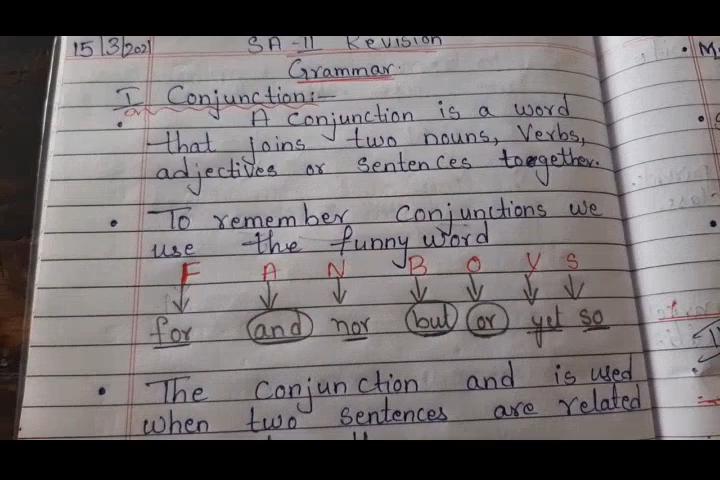 15/3/2021 SA-II Revision
Grammar.
I Conjunction:-
A conjunction is a word
that joins two nouns, Verbs,
adjectives or sentences together.
• To remember conjunctions we
use the funny word
F A N B O Y S
for and nor but or yet so
• The conjunction and is used
when two sentences are related